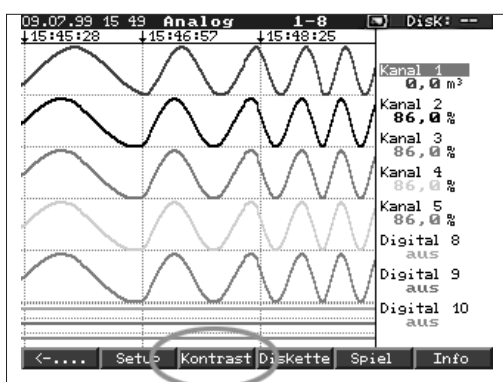 09.07.99 15 49 Analog 1-8 Disk: --
15:45:28 15:46:57 15:48:25
Kanal 1
0,0 m³
Kanal 2
86,0 %
Kanal 3
86,0 %
Kanal 4
86,0 %
Kanal 5
86,0 %
Digital 8
aus
Digital 9
aus
Digital 10
aus
<-.... Setup Kontrast Diskette Spiel Info